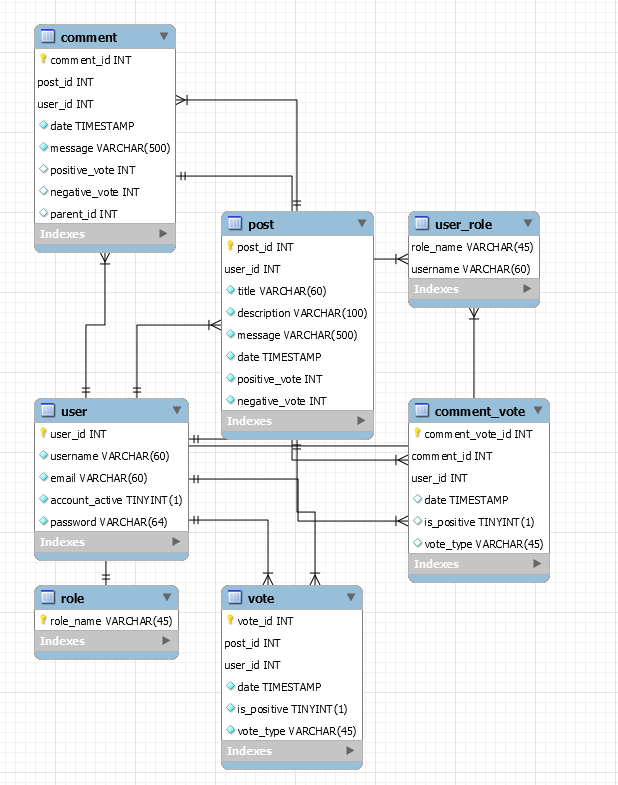 comment
comment_id INT
post_id INT
user_id INT
date TIMESTAMP
message VARCHAR(500)
positive_vote INT
negative_vote INT
parent_id INT
Indexes
post
post_id INT
user_id INT
title VARCHAR(60)
description VARCHAR(100)
message VARCHAR(500)
date TIMESTAMP
positive_vote INT
negative_vote INT
Indexes
user_role
role_name VARCHAR(45)
username VARCHAR(60)
Indexes
user
user_id INT
username VARCHAR(60)
email VARCHAR(60)
account_active TINYINT(1)
password VARCHAR(64)
Indexes
comment_vote
comment_vote_id INT
comment_id INT
user_id INT
date TIMESTAMP
is_positive TINYINT(1)
vote_type VARCHAR(45)
Indexes
role
role_name VARCHAR(45)
Indexes
vote
vote_id INT
post_id INT
user_id INT
date TIMESTAMP
is_positive TINYINT(1)
vote_type VARCHAR(45)
Indexes